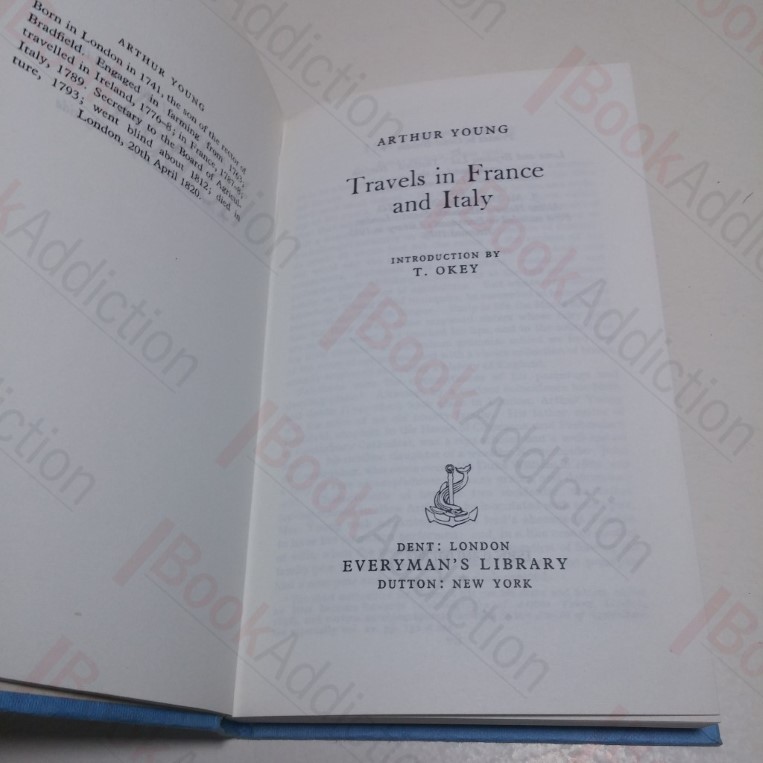 ARTHUR YOUNG
Born in London in 1741, the son of the rector of
Bradfield. Engaged in farming from 1763;
travelled in Ireland, 1776-8; in France, 1787-8;
Italy, 1789. Secretary to the Board of Agricul-
ture, 1793; went blind about 1812; died in
London, 20th April 1820.
ARTHUR YOUNG
Travels in France
and Italy
INTRODUCTION BY
T. OKEY
DENT: LONDON
EVERYMAN'S LIBRARY
DUTTON: NEW YORK
BookAddiction